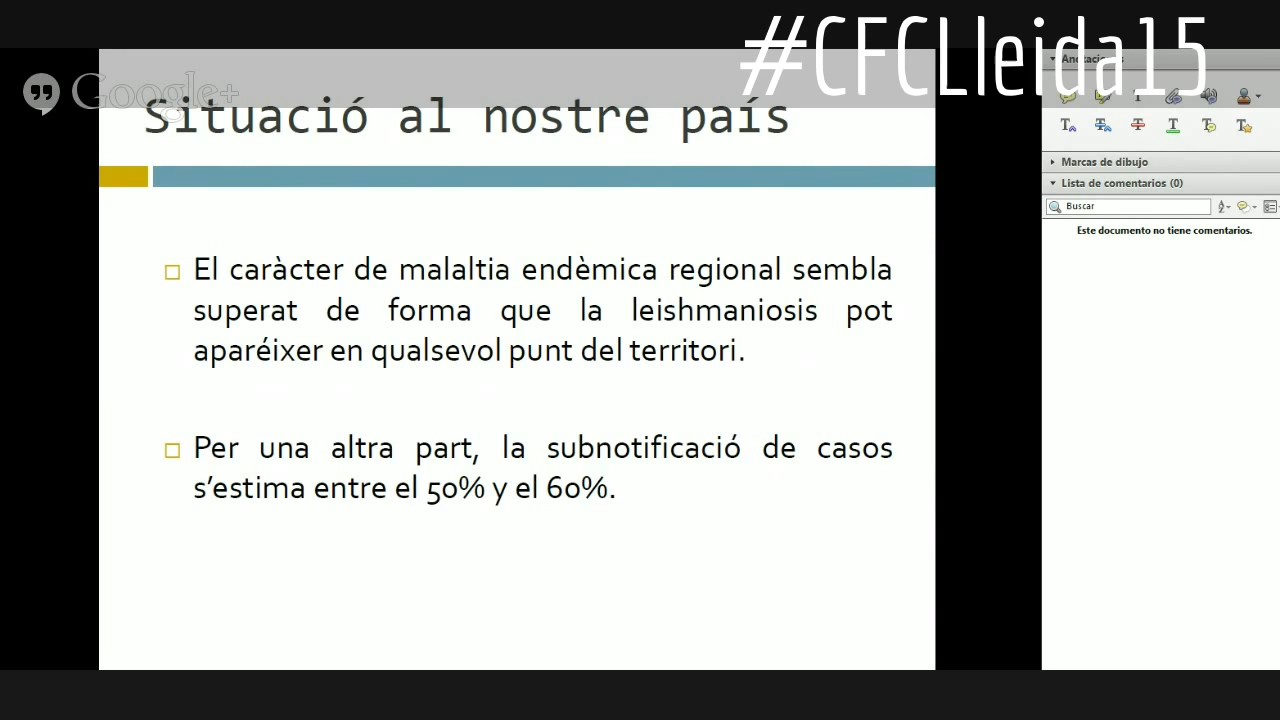 #CFCLleida15
Google+
Situació al nostre país
El caràcter de malaltia endèmica regional sembla
superat de forma que la leishmaniosis pot
aparéixer en qualsevol punt del territori.
Per una altra part, la subnotificació de casos
s'estima entre el 50% y el 60%.
Marcas de dibujo
Lista de comentarios (0)
Buscar
Este documento no tiene comentarios.